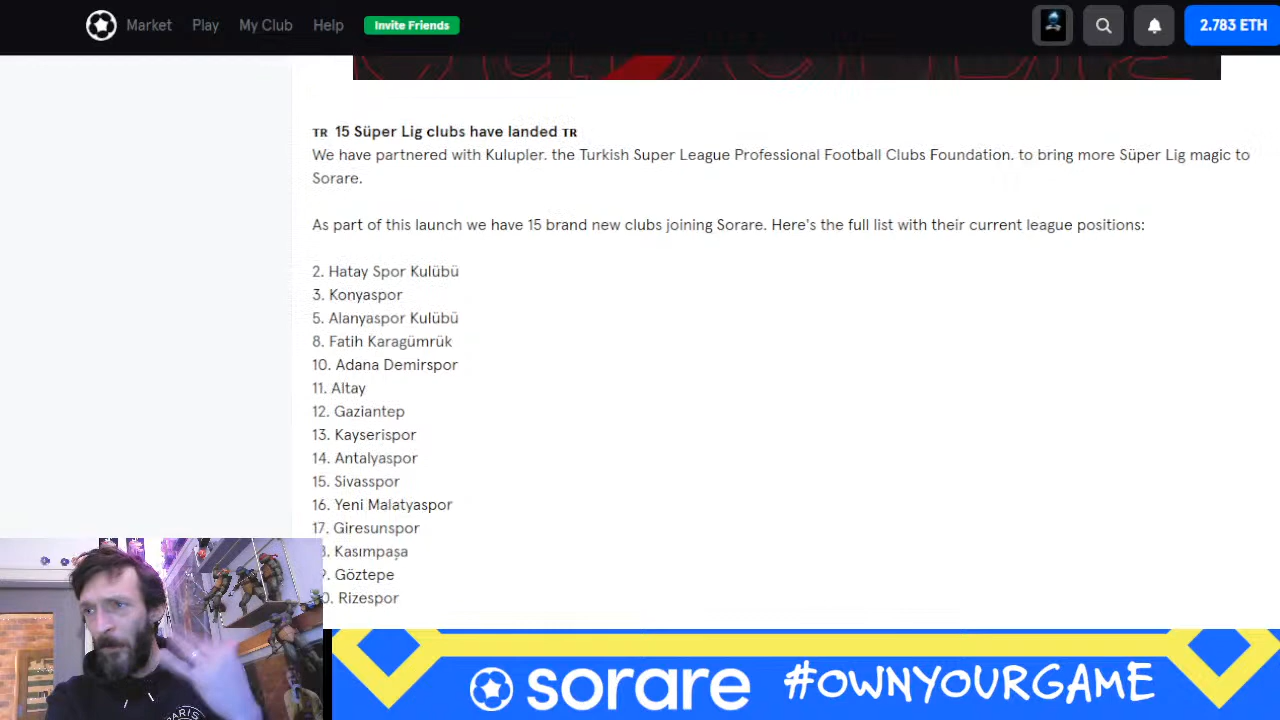 Market Play My Club Help Invite Friends 2.783 ETH
TR 15 Süper Lig clubs have landed TR
We have partnered with Kulupler. the Turkish Super League Professional Football Clubs Foundation. to bring more Süper Lig magic to
Sorare.
As part of this launch we have 15 brand new clubs joining Sorare. Here's the full list with their current league positions:
2. Hatay Spor Kulübü
3. Konyaspor
5. Alanyaspor Kulübü
8. Fatih Karagümrük
10. Adana Demirspor
11. Altay
12. Gaziantep
13. Kayserispor
14. Antalyaspor
15. Sivasspor
16. Yeni Malatyaspor
17. Giresunspor
Kasımpaşa
Göztepe
Rizespor
PARIS
sorare #OWNYOURGAME